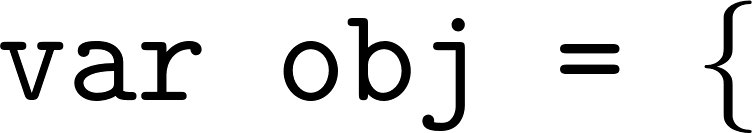 var obj = {